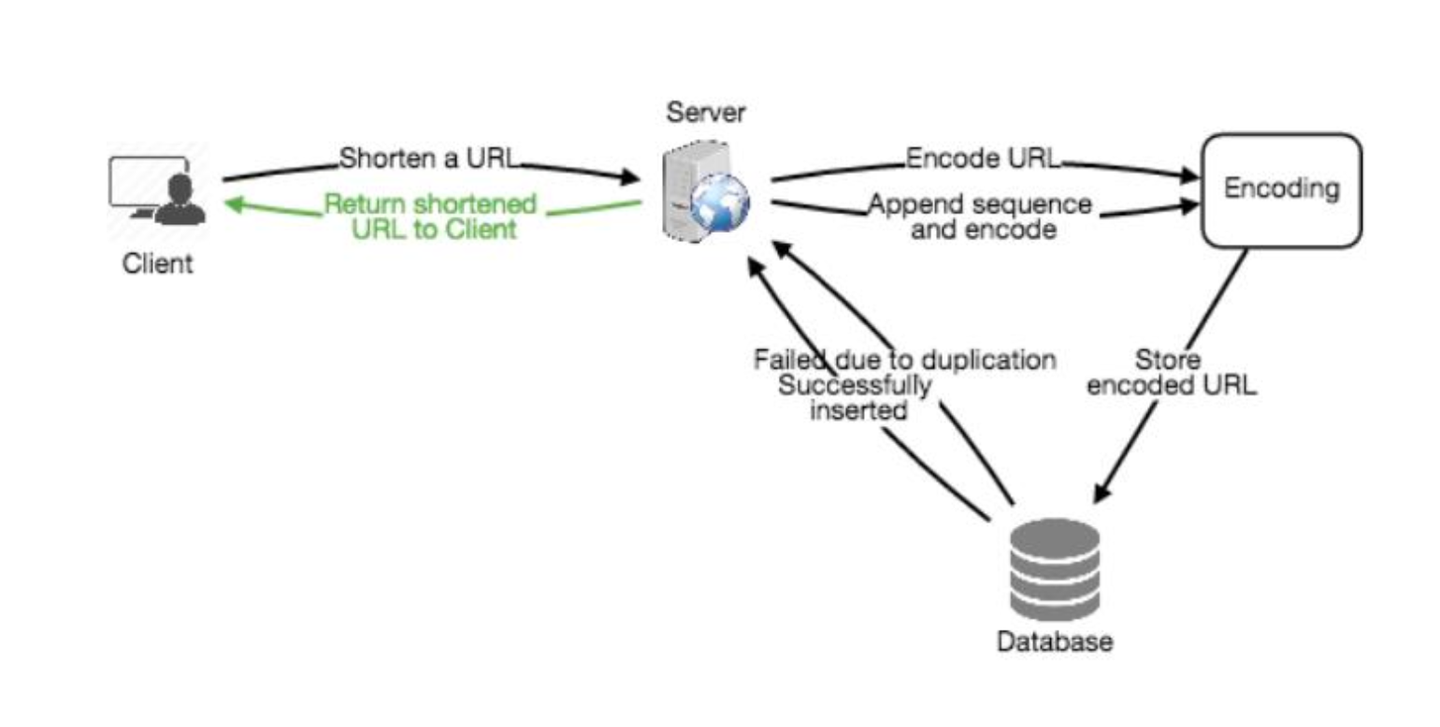 Server
Shorten a URL
Encode URL
Encoding
Return shortened
URL to Client
Append sequence
and encode
Client
Failed due to duplication
Successfully
inserted
Store
encoded URL
Database